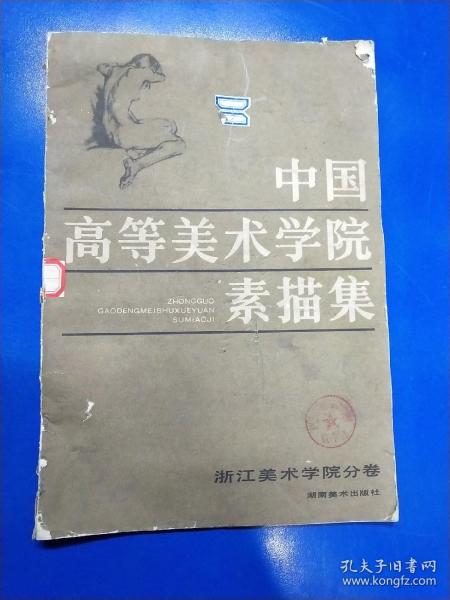 中国
高等美术学院
素描集
ZHONGGUO
GAODENGMEISHUXUEYUAN
SUMIAOJI
浙江美术学院分卷
湖南美术出版社
孔夫子旧书网
www.kongfz.com